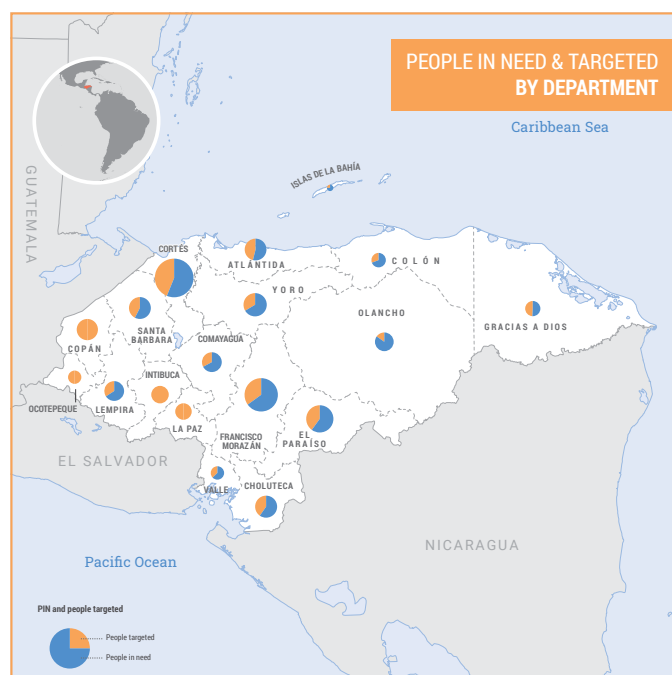 PEOPLE IN NEED & TARGETED
BY DEPARTMENT
Caribbean Sea
GUATEMALA
ISLAS DE LA BAHÍA
CORTÉS
ATLÁNTIDA
COLÓN
YORO
OLANCHO
GRACIAS A DIOS
SANTA
BARBARA
COMAYAGUA
COPÁN
INTIBUCA
OCOTEPEQUE
LEMPIRA
LA PAZ
FRANCISCO
MORAZÁN
EL
PARAÍSO
EL SALVADOR
VALLE
CHOLUTECA
NICARAGUA
Pacific Ocean
PIN and people targeted
People targeted
People in need